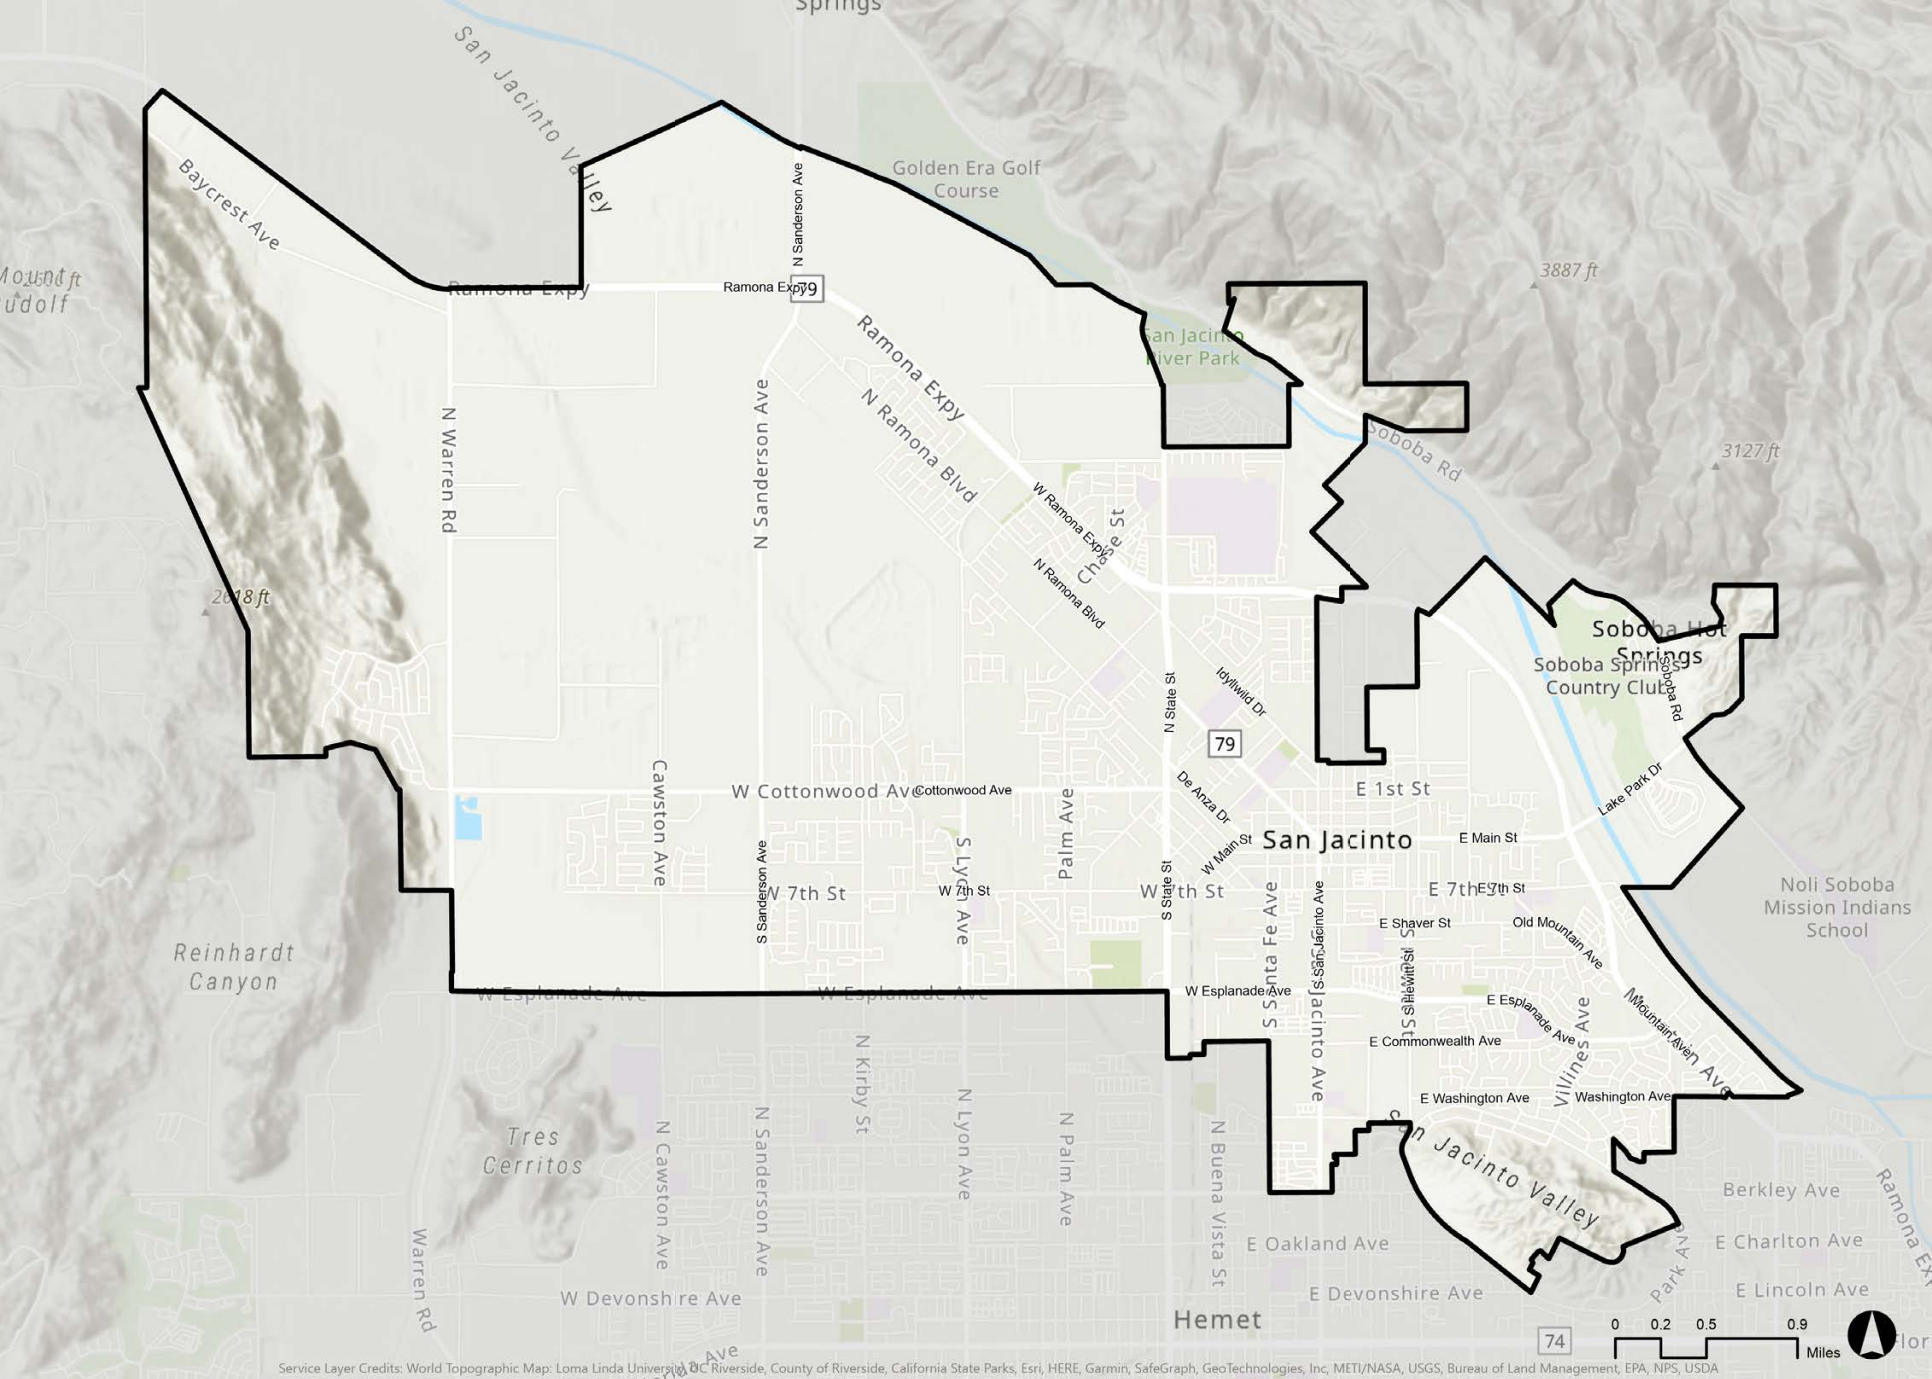 Springs
San Jacinto Valley
Golden Era Golf
Course
Baycrest Ave
N Sanderson Ave
Mount
Rudolf
3887 ft
Ramona Expy
Ramona Expy
79
San Jacinto
River Park
Ramona Expy
N Ramona Blvd
N Warren Rd
N Sanderson Ave
Soboba Rd
3127 ft
W Ramona Expy
Chase St
N Ramona Blvd
2618 ft
Soboba Hot
Springs
Soboba Springs
Country Club
Soboba Rd
Idyllwild Dr
N State St
79
Cawston Ave
W Cottonwood Ave
Cottonwood Ave
Palm Ave
De Anza Dr
E 1st St
Lake Park Dr
W Main St
San Jacinto
E Main St
S Sanderson Ave
S Lyon Ave
W 7th St
W 7th St
S State St
W 7th St
E 7th St
E 7th St
Noli Soboba
Mission Indians
School
S Santa Fe Ave
S San Jacinto Ave
S San Jacinto Ave
E Shaver St
S Hewitt St
Old Mountain Ave
Reinhardt
Canyon
W Esplanade Ave
W Esplanade Ave
W Esplanade Ave
E Esplanade Ave
Mountain Ave
Mountain Ave
E Commonwealth Ave
Villines Ave
E Washington Ave
Washington Ave
San Jacinto Valley
Tres
Cerritos
N Kirby St
N Cawston Ave
N Sanderson Ave
N Lyon Ave
N Palm Ave
N Buena Vista St
Warren Rd
Berkley Ave
Ramona Ex
E Oakland Ave
E Charlton Ave
Park Ave
W Devonshire Ave
E Devonshire Ave
E Lincoln Ave
Hemet
74
0 0.2 0.5 0.9
Miles
Flor
Service Layer Credits: World Topographic Map: Loma Linda University, UC Riverside, County of Riverside, California State Parks, Esri, HERE, Garmin, SafeGraph, GeoTechnologies, Inc, METI/NASA, USGS, Bureau of Land Management, EPA, NPS, USDA